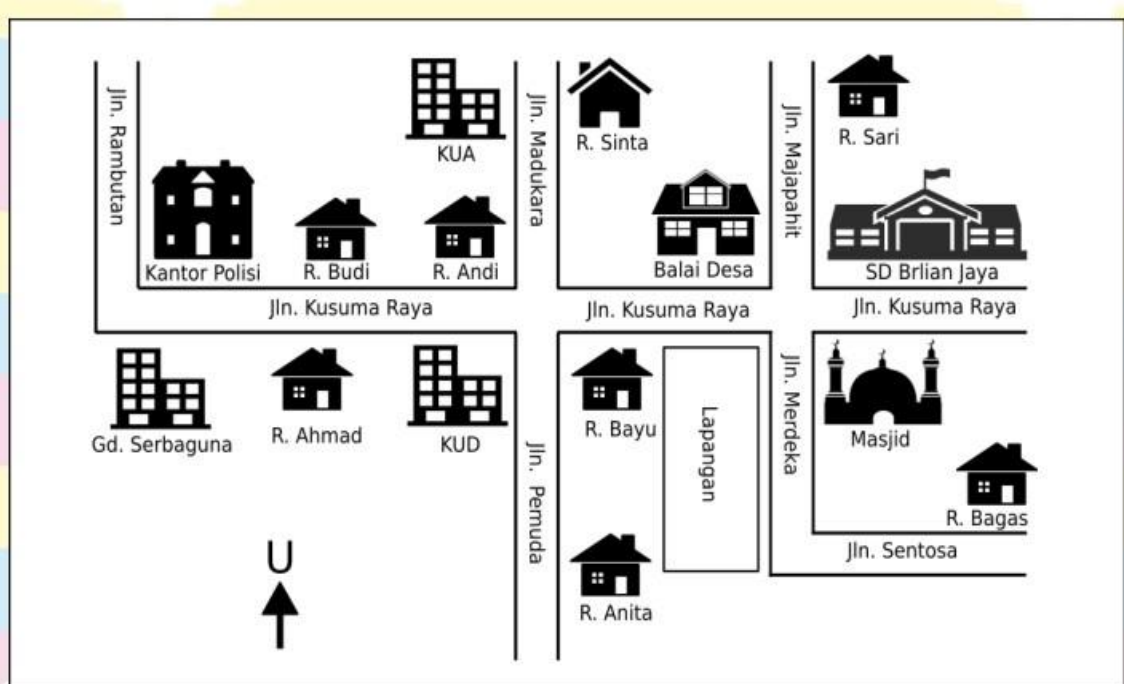 Jln. Rambutan
KUA
Jln. Madukara
R. Sinta
Jln. Majapahit
R. Sari
Kantor Polisi
R. Budi
R. Andi
Balai Desa
SD Brlian Jaya
Jln. Kusuma Raya
Jln. Kusuma Raya
Jln. Kusuma Raya
Gd. Serbaguna
R. Ahmad
KUD
Jln. Pemuda
R. Bayu
Lapangan
Jln. Merdeka
Masjid
R. Bagas
Jln. Sentosa
U
R. Anita